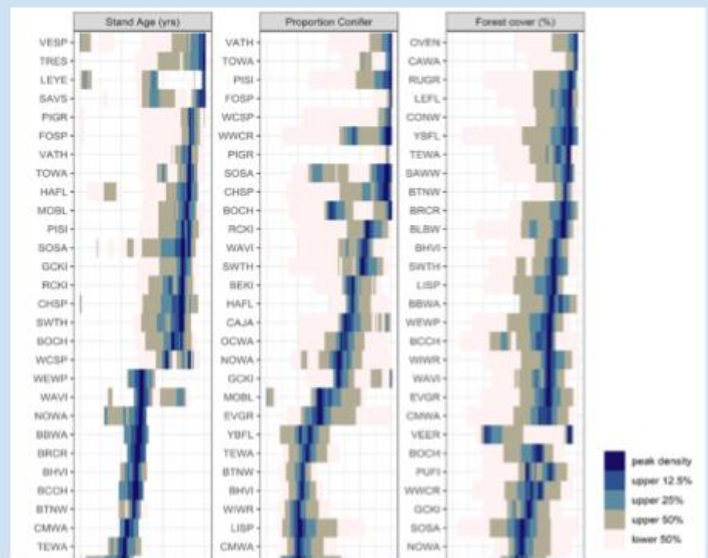 Stand Age (yrs)
VESP
TRES
LEYE
SAVS
PIGR
FOSP
VATH
TOWA
HAFL
MOBL
PISI
SOSA
GCKI
RCKI
CHSP
SWTH
BOCH
WCSP
WEWP
WAVI
NOWA
BBWA
BRCR
BHVI
BCCH
BTNW
CMWA
TEWA
Proportion Conifer
VATH
TOWA
PISI
FOSP
WCSP
WWCR
PIGR
SOSA
CHSP
BOCH
RCKI
WAVI
SWTH
BEKI
HAFL
CAJA
OCWA
NOWA
GCKI
MOBL
EVGR
YBFL
TEWA
BTNW
BHVI
WIWR
LISP
CMWA
Forest cover (%)
OVEN
CAWA
RUGR
LEFL
CONW
YBFL
TEWA
SAWW
BTNW
BRCR
BLBW
BHVI
SWTH
LISP
BBWA
WEWP
BCCH
WIWR
WAVI
EVGR
CMWA
VEER
BOCH
PUFI
WWCR
GCKI
SOSA
NOWA
peak density
upper 12.5%
upper 25%
upper 50%
lower 50%